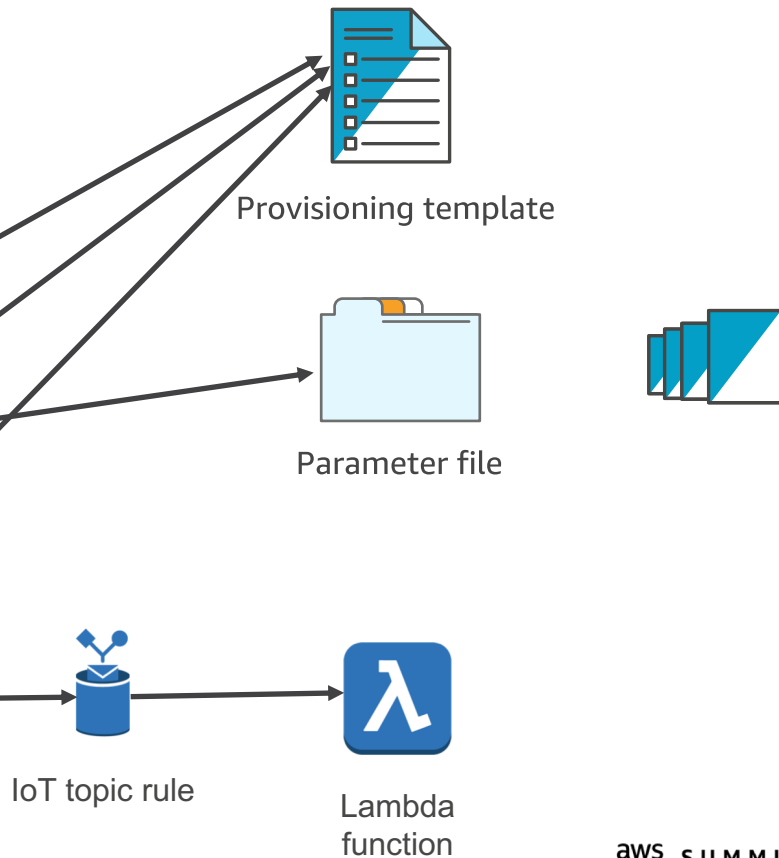 Provisioning template
Parameter file
IoT topic rule
Lambda
function
aws